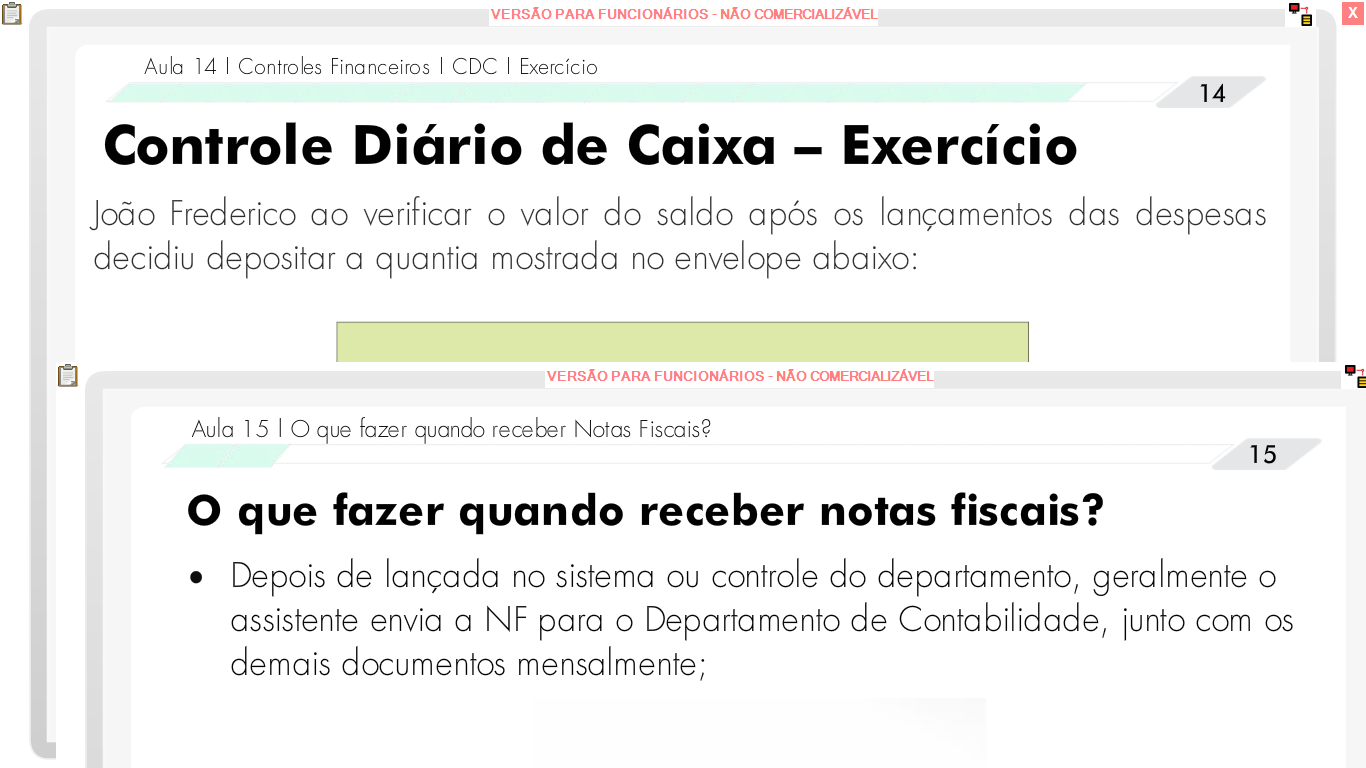 VERSÃO PARA FUNCIONÁRIOS - NÃO COMERCIALIZÁVEL
X
Aula 14 | Controles Financeiros | CDC | Exercício
14
Controle Diário de Caixa – Exercício
João Frederico ao verificar o valor do saldo após os lançamentos das despesas
decidiu depositar a quantia mostrada no envelope abaixo:
VERSÃO PARA FUNCIONÁRIOS - NÃO COMERCIALIZÁVEL
Aula 15 | O que fazer quando receber Notas Fiscais?
15
O que fazer quando receber notas fiscais?
• Depois de lançada no sistema ou controle do departamento, geralmente o
assistente envia a NF para o Departamento de Contabilidade, junto com os
demais documentos mensalmente;